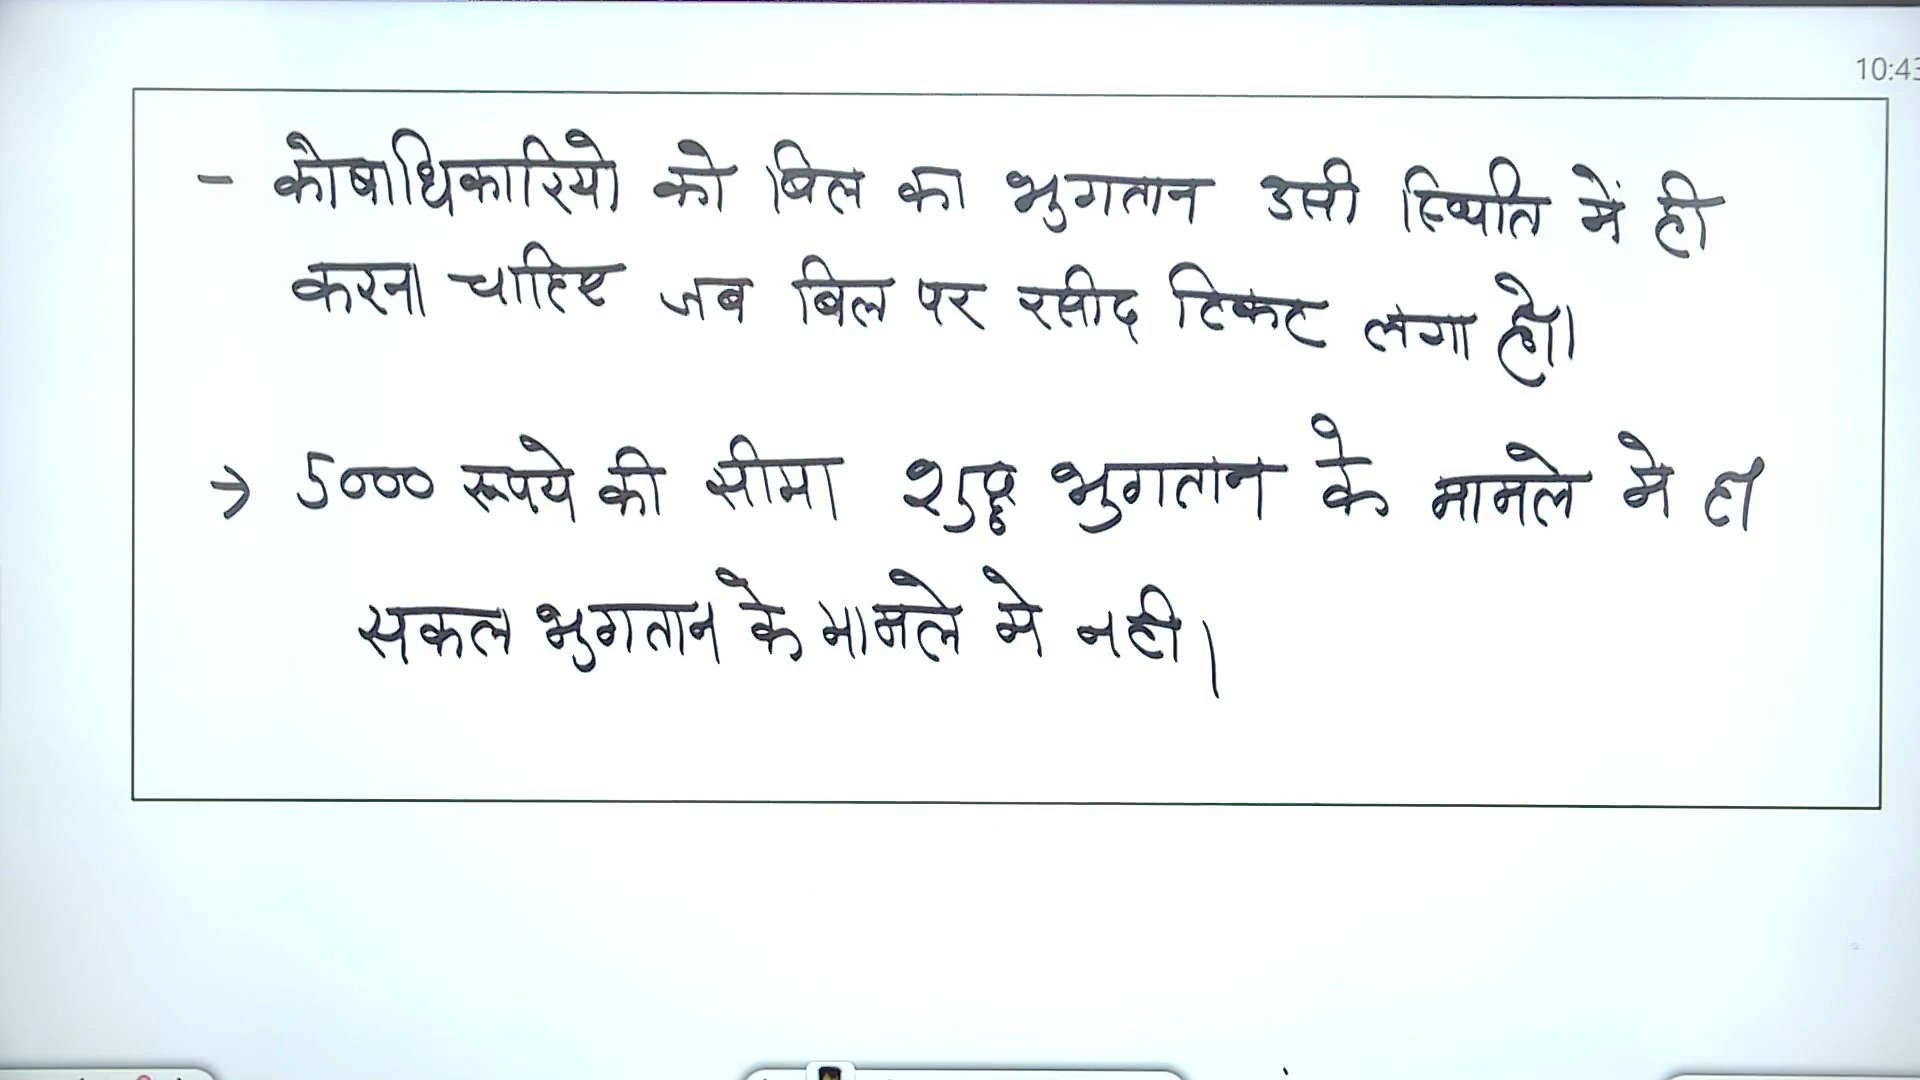 10:43
- कोषाधिकारियो को बिल का भुगतान उसी स्थिति में ही
करना चाहिए जब बिल पर रसीद टिकट लगा हो।
→ 5000 रूपये की सीमा शुद्ध भुगतान के मामले मे ही
सकल भुगतान के मामले मे नही।